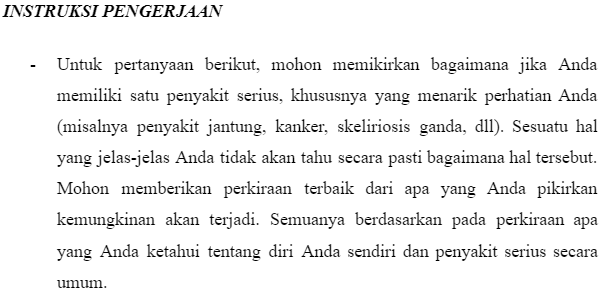 INSTRUKSI PENGERJAAN
- Untuk pertanyaan berikut, mohon memikirkan bagaimana jika Anda
memiliki satu penyakit serius, khususnya yang menarik perhatian Anda
(misalnya penyakit jantung, kanker, skeliriosis ganda, dll). Sesuatu hal
yang jelas-jelas Anda tidak akan tahu secara pasti bagaimana hal tersebut.
Mohon memberikan perkiraan terbaik dari apa yang Anda pikirkan
kemungkinan akan terjadi. Semuanya berdasarkan pada perkiraan apa
yang Anda ketahui tentang diri Anda sendiri dan penyakit serius secara
umum.